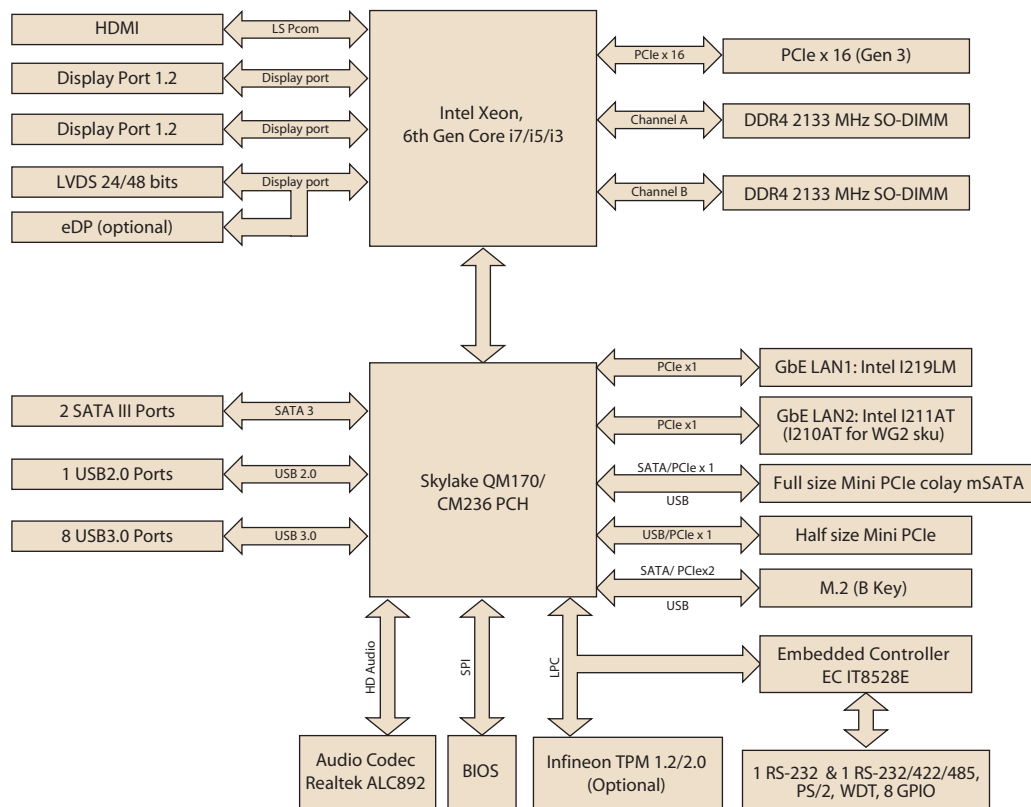 HDMI
LS Pcom
Display Port 1.2
Display port
Display Port 1.2
Display port
LVDS 24/48 bits
Display port
eDP (optional)
Intel Xeon,
6th Gen Core i7/i5/i3
PCIe x 16
PCIe x 16 (Gen 3)
Channel A
DDR4 2133 MHz SO-DIMM
Channel B
DDR4 2133 MHz SO-DIMM
2 SATA III Ports
SATA 3
1 USB2.0 Ports
USB 2.0
8 USB3.0 Ports
USB 3.0
Skylake QM170/
CM236 PCH
PCIe x1
GbE LAN1: Intel I219LM
PCIe x1
GbE LAN2: Intel I211AT
(I210AT for WG2 sku)
SATA/PCIe x 1
USB
Full size Mini PCIe colay mSATA
USB/PCIe x 1
Half size Mini PCIe
SATA/ PCIex2
USB
M.2 (B Key)
HD Audio
SPI
LPC
Embedded Controller
EC IT8528E
Audio Codec
Realtek ALC892
BIOS
Infineon TPM 1.2/2.0
(Optional)
1 RS-232 & 1 RS-232/422/485,
PS/2, WDT, 8 GPIO